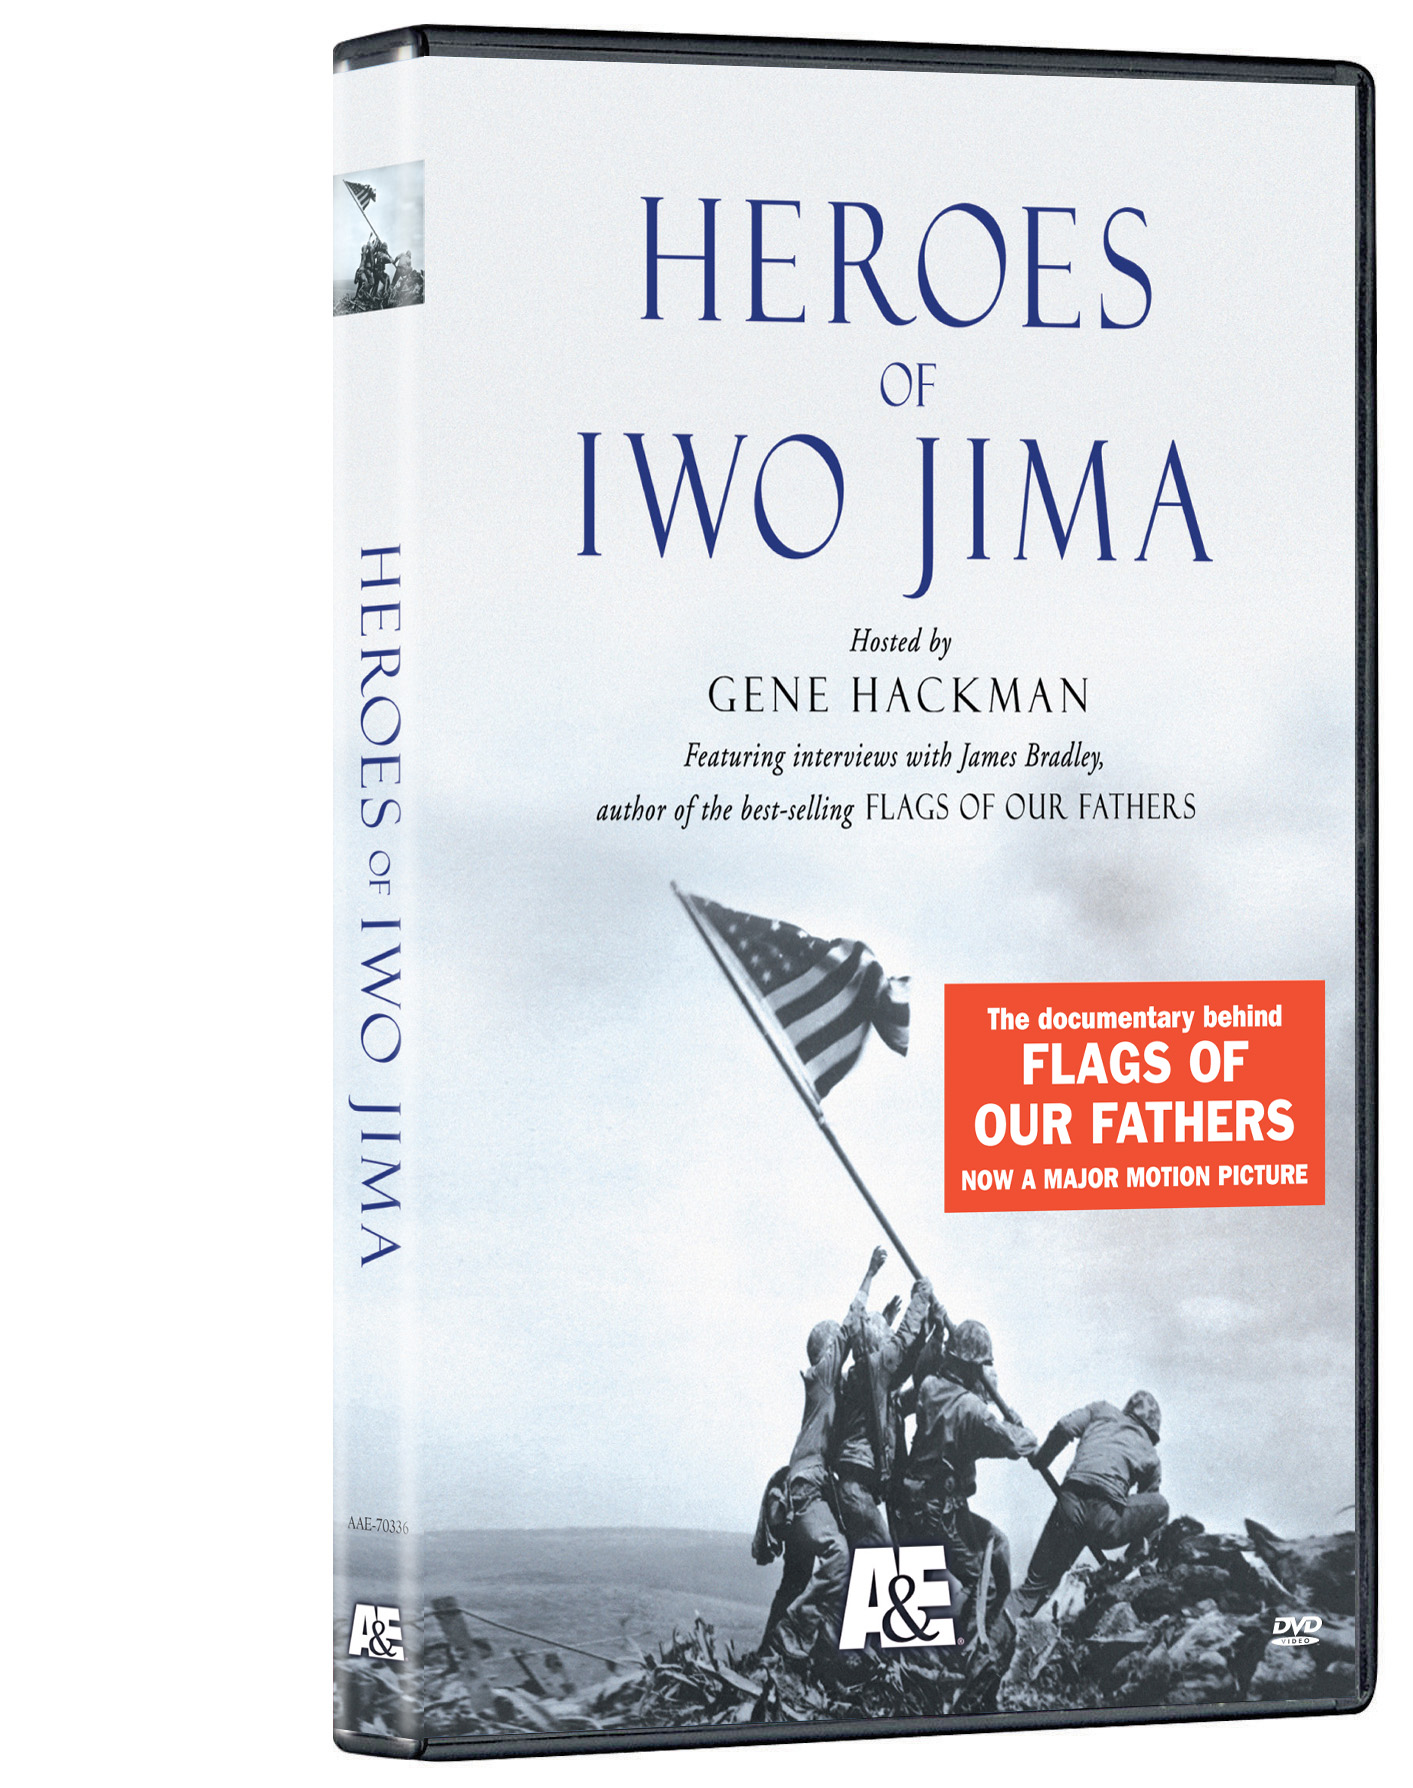 HEROES
OF
IWO JIMA
Hosted by
GENE HACKMAN
Featuring interviews with James Bradley,
author of the best-selling FLAGS OF OUR FATHERS
The documentary behind
FLAGS OF
OUR FATHERS
NOW A MAJOR MOTION PICTURE
A&E®
DVD
VIDEO
HEROES OF IWO JIMA
AAE-70336
A&E